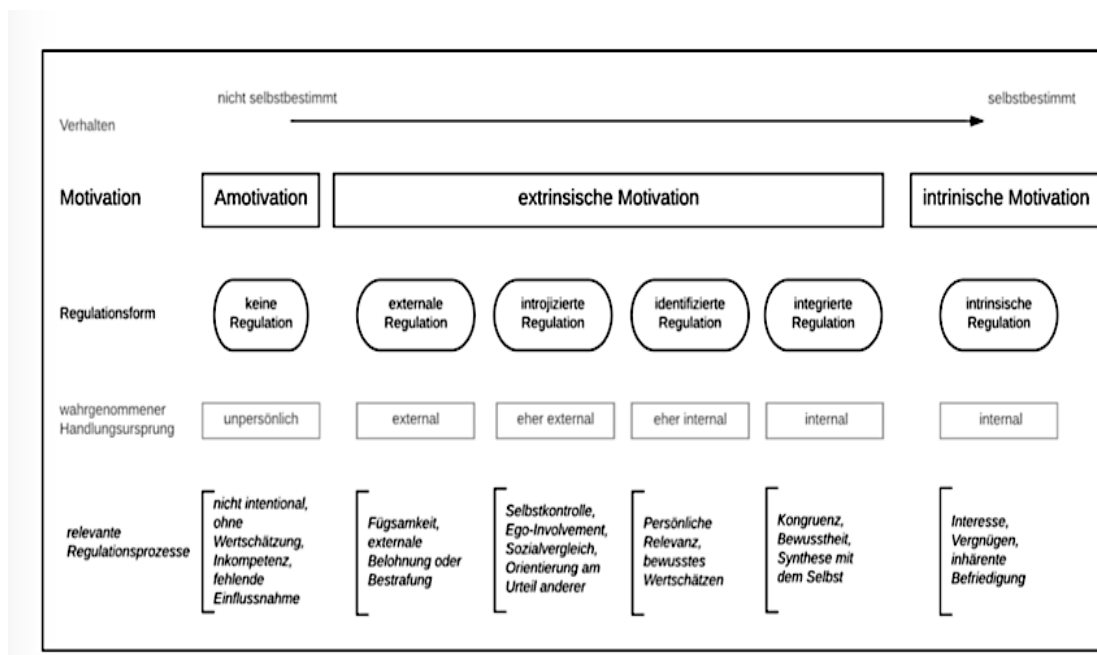 nicht selbstbestimmt
selbstbestimmt
Verhalten
Motivation
Amotivation
extrinsische Motivation
intrinische Motivation
Regulationsform
keine
Regulation
externale
Regulation
introjizierte
Regulation
identifizierte
Regulation
integrierte
Regulation
intrinsische
Regulation
wahrgenommener
Handlungsursprung
unpersönlich
external
eher external
eher internal
internal
internal
relevante
Regulationsprozesse
nicht intentional,
ohne
Wertschätzung,
Inkompetenz,
fehlende
Einflussnahme
Fügsamkeit,
externale
Belohnung oder
Bestrafung
Selbstkontrolle,
Ego-Involvement,
Sozialvergleich,
Orientierung am
Urteil anderer
Persönliche
Relevanz,
bewusstes
Wertschätzen
Kongruenz,
Bewusstheit,
Synthese mit
dem Selbst
Interesse,
Vergnügen,
inhärente
Befriedigung